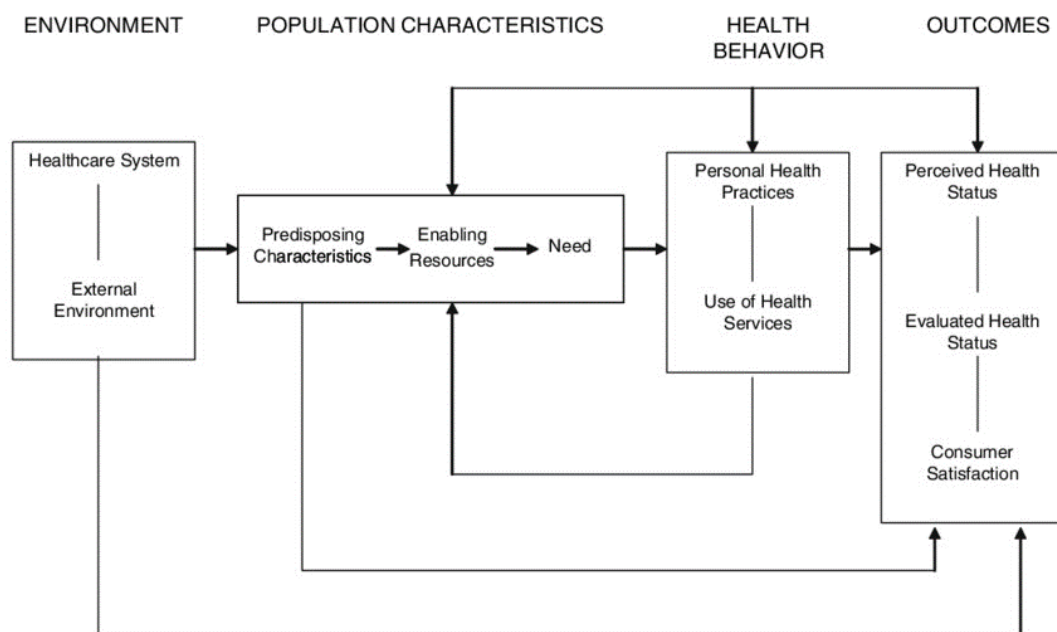 ENVIRONMENT
POPULATION CHARACTERISTICS
HEALTH
BEHAVIOR
OUTCOMES
Healthcare System
External
Environment
Predisposing
Characteristics
Enabling
Resources
Need
Personal Health
Practices
Use of Health
Services
Perceived Health
Status
Evaluated Health
Status
Consumer
Satisfaction